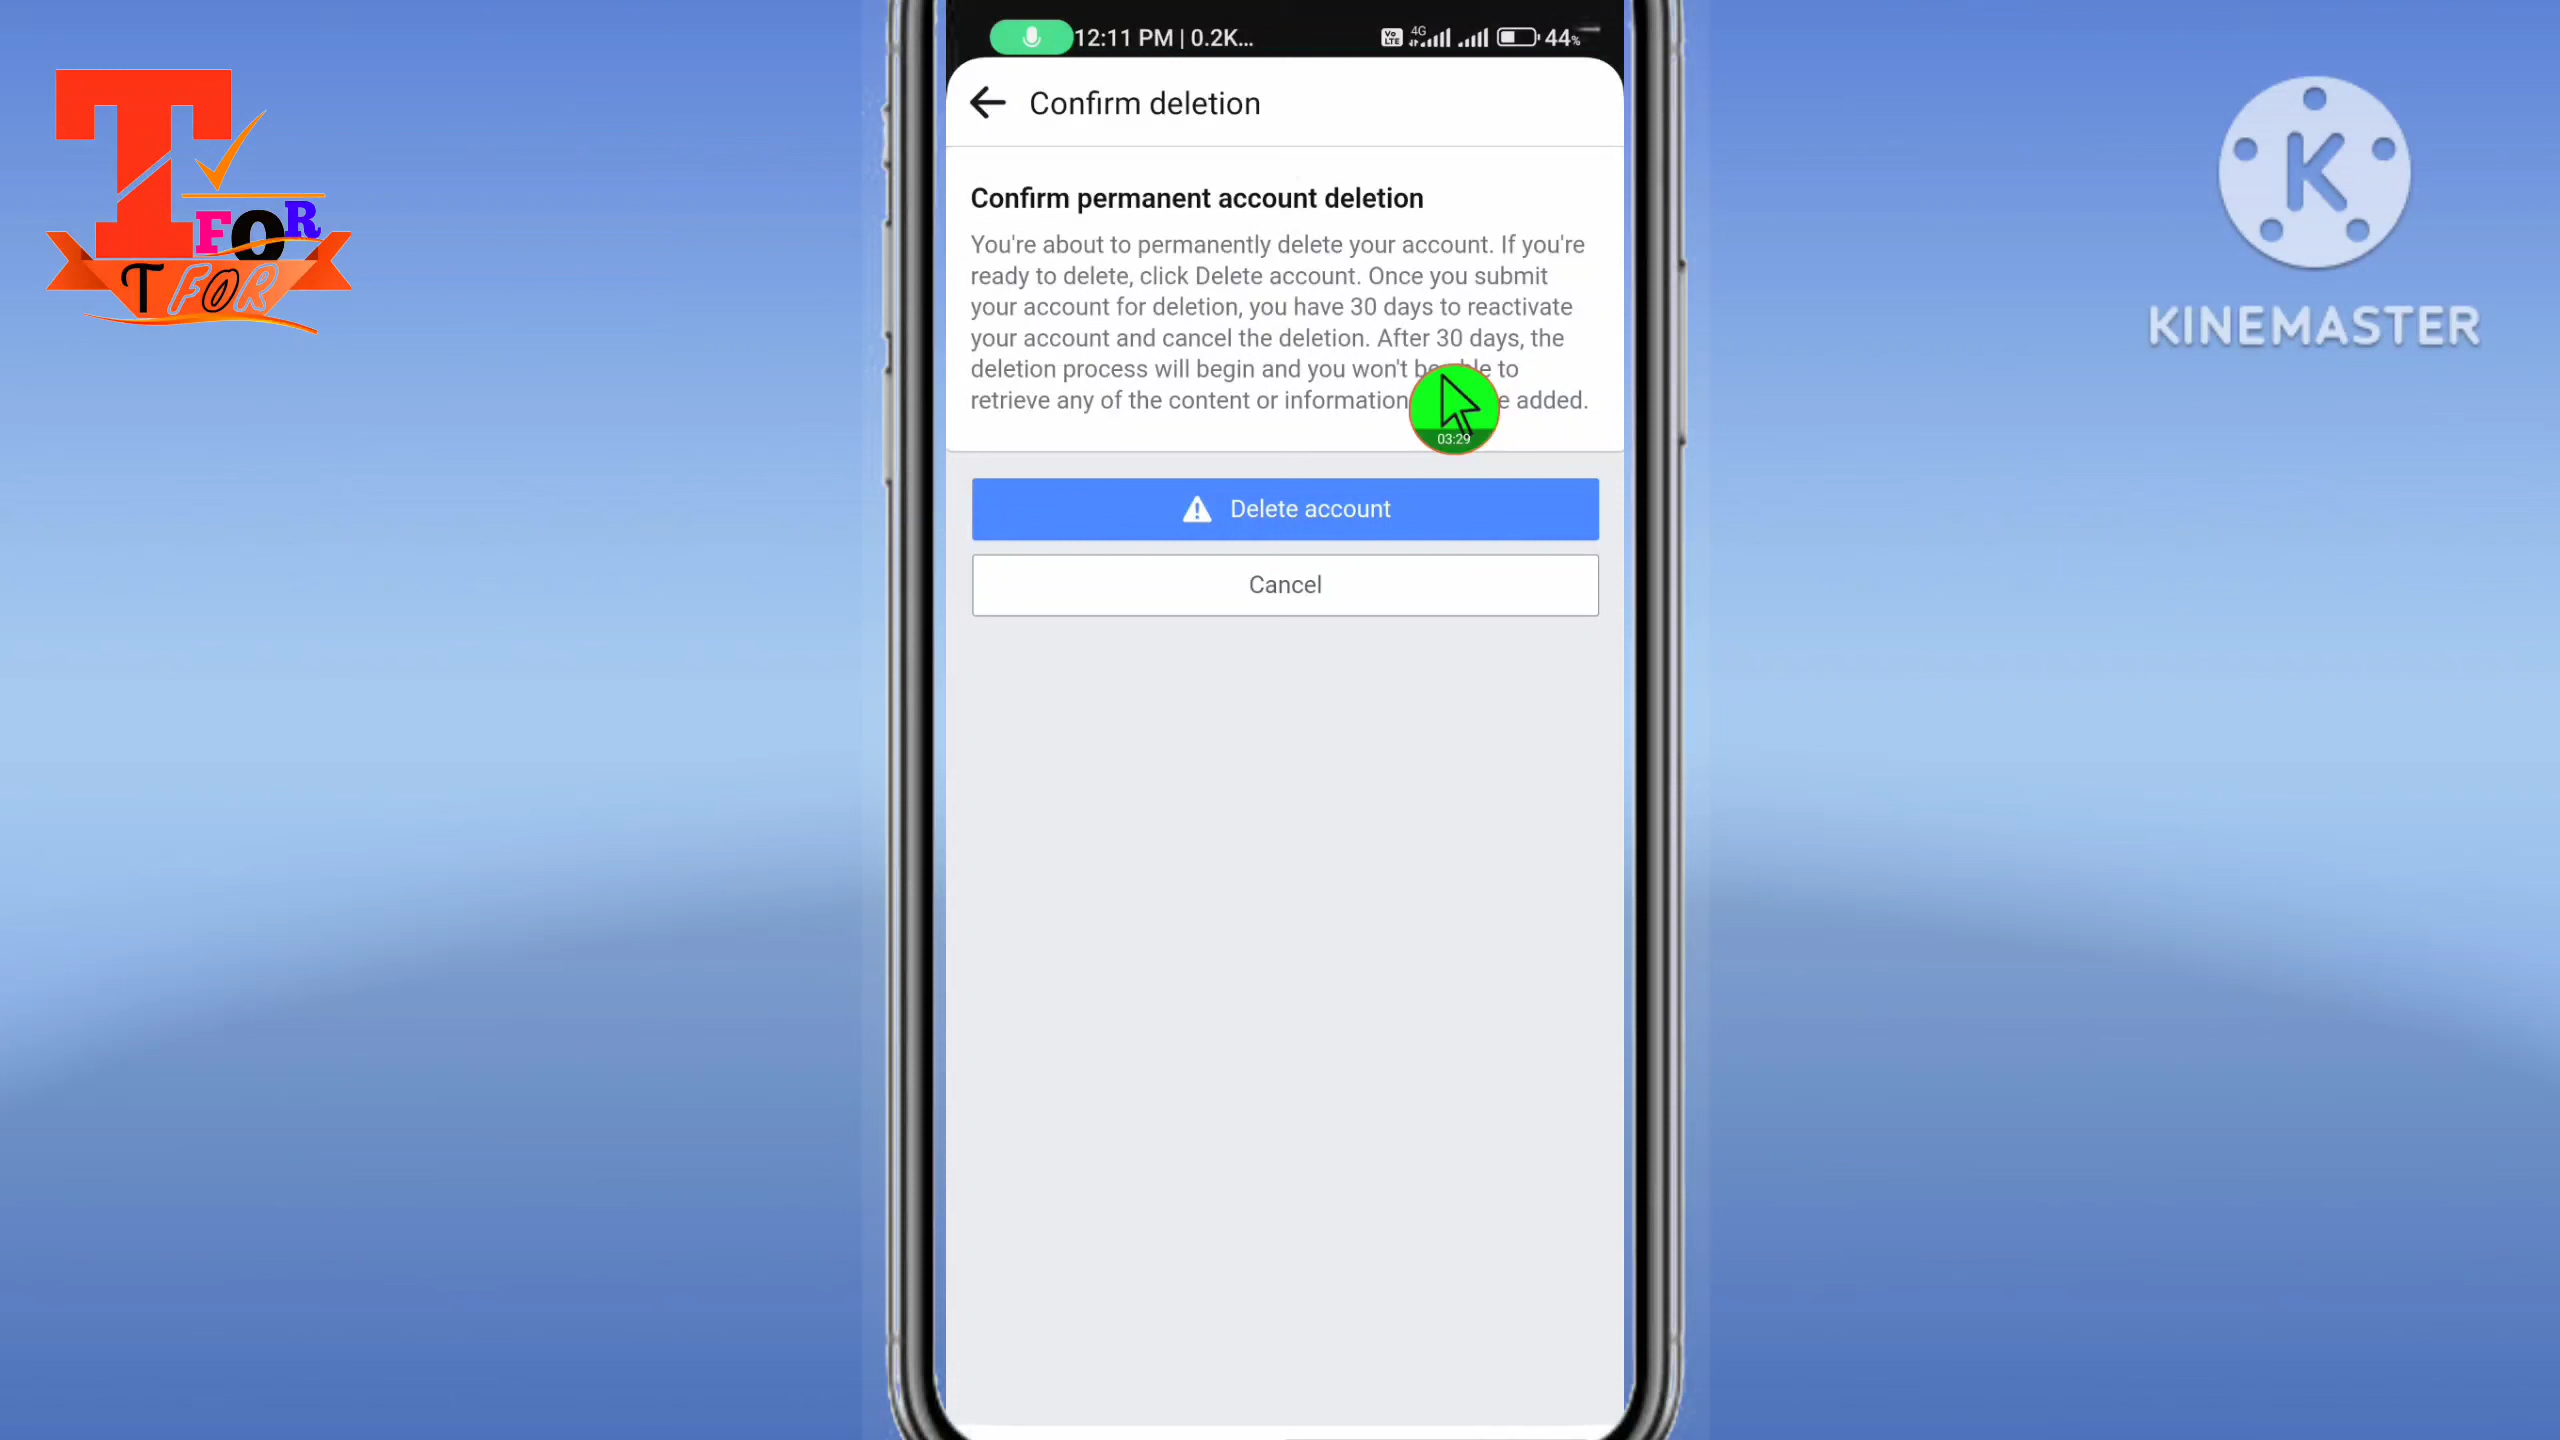 T
FOR
T FOR
12:11 PM | 0.2K...
Vo LTE 4G 44%
Confirm deletion
Confirm permanent account deletion
You're about to permanently delete your account. If you're
ready to delete, click Delete account. Once you submit
your account for deletion, you have 30 days to reactivate
your account and cancel the deletion. After 30 days, the
deletion process will begin and you won't be to
retrieve any of the content or information added.
03:29
Delete account
Cancel
K
KINEMASTER